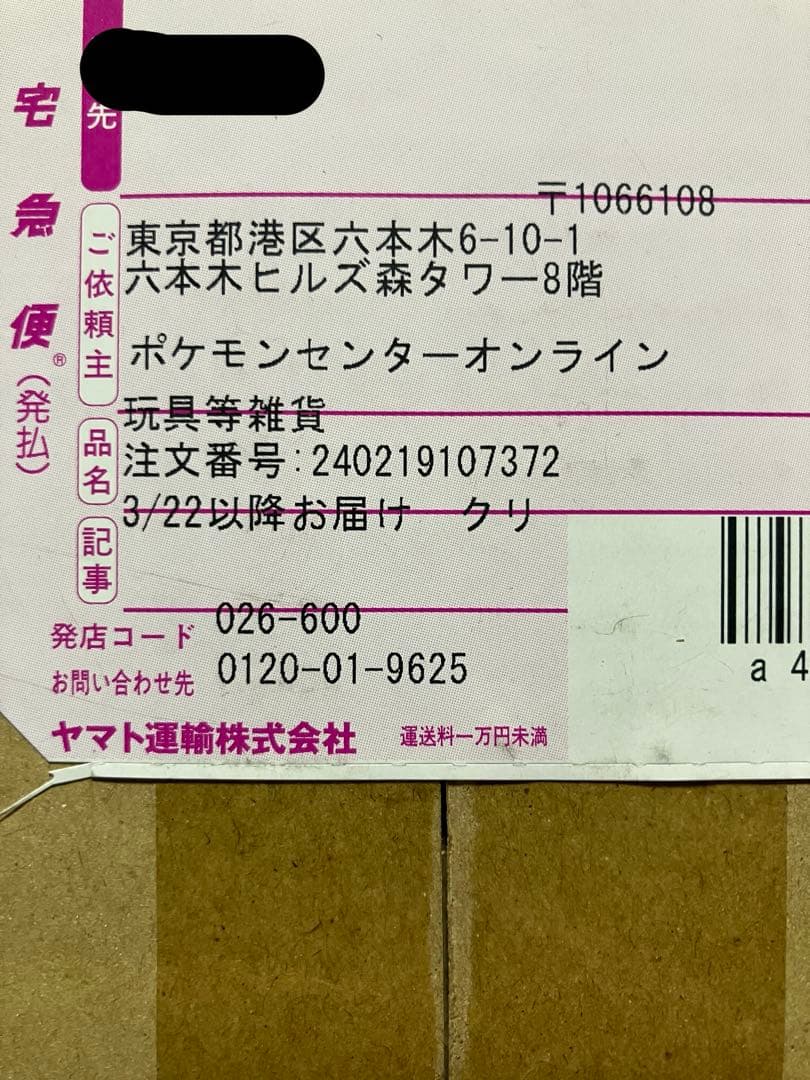 宅急便®(発払)
先
〒1066108
ご依頼主
東京都港区六本木6-10-1
六本木ヒルズ森タワー8階
ポケモンセンターオンライン
品名
玩具等雑貨
注文番号:240219107372
記事
3/22以降お届け クリ
発店コード 026-600
お問い合わせ先 0120-01-9625
a 4
ヤマト運輸株式会社 運送料一万円未満